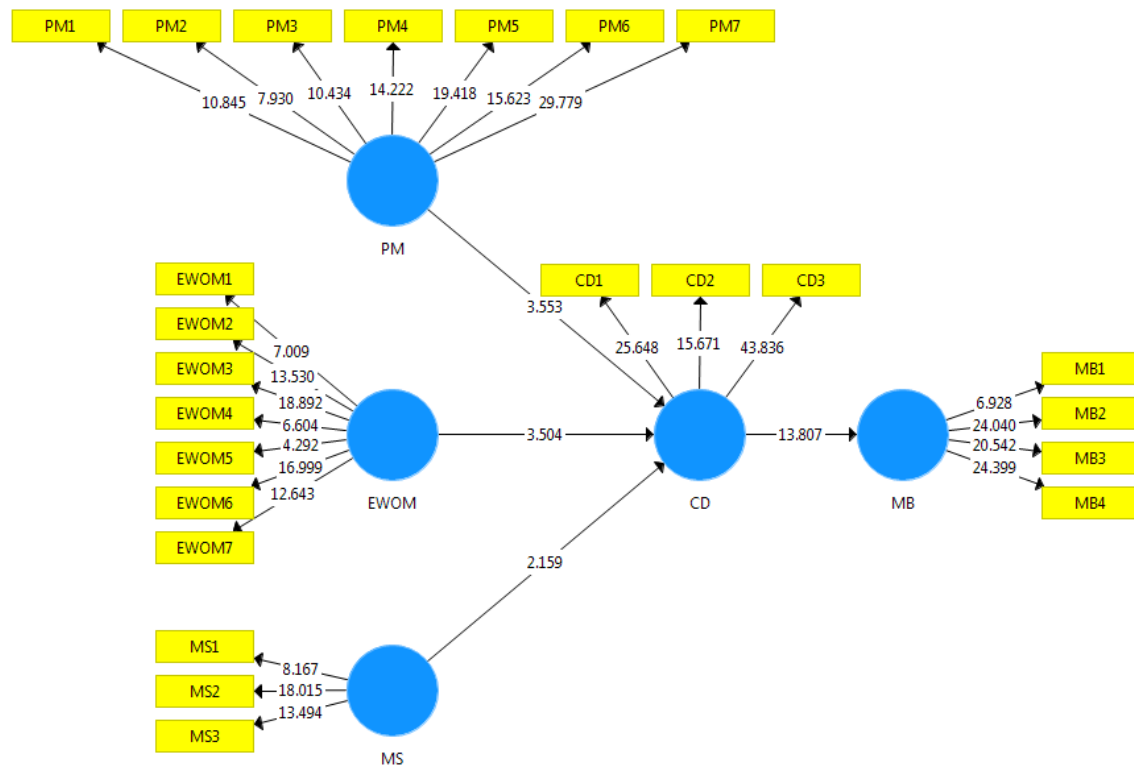 PM1 PM2 PM3 PM4 PM5 PM6 PM7
10.845 7.930 10.434 14.222 19.418 15.623 29.779
PM
EWOM1
EWOM2
EWOM3
EWOM4
EWOM5
EWOM6
EWOM7
7.009
13.530
18.892
6.604
4.292
16.999
12.643
EWOM
3.553
3.504
2.159
CD1 CD2 CD3
25.648 15.671 43.836
CD
13.807
MB
6.928
24.040
20.542
24.399
MB1
MB2
MB3
MB4
MS1
MS2
MS3
8.167
18.015
13.494
MS